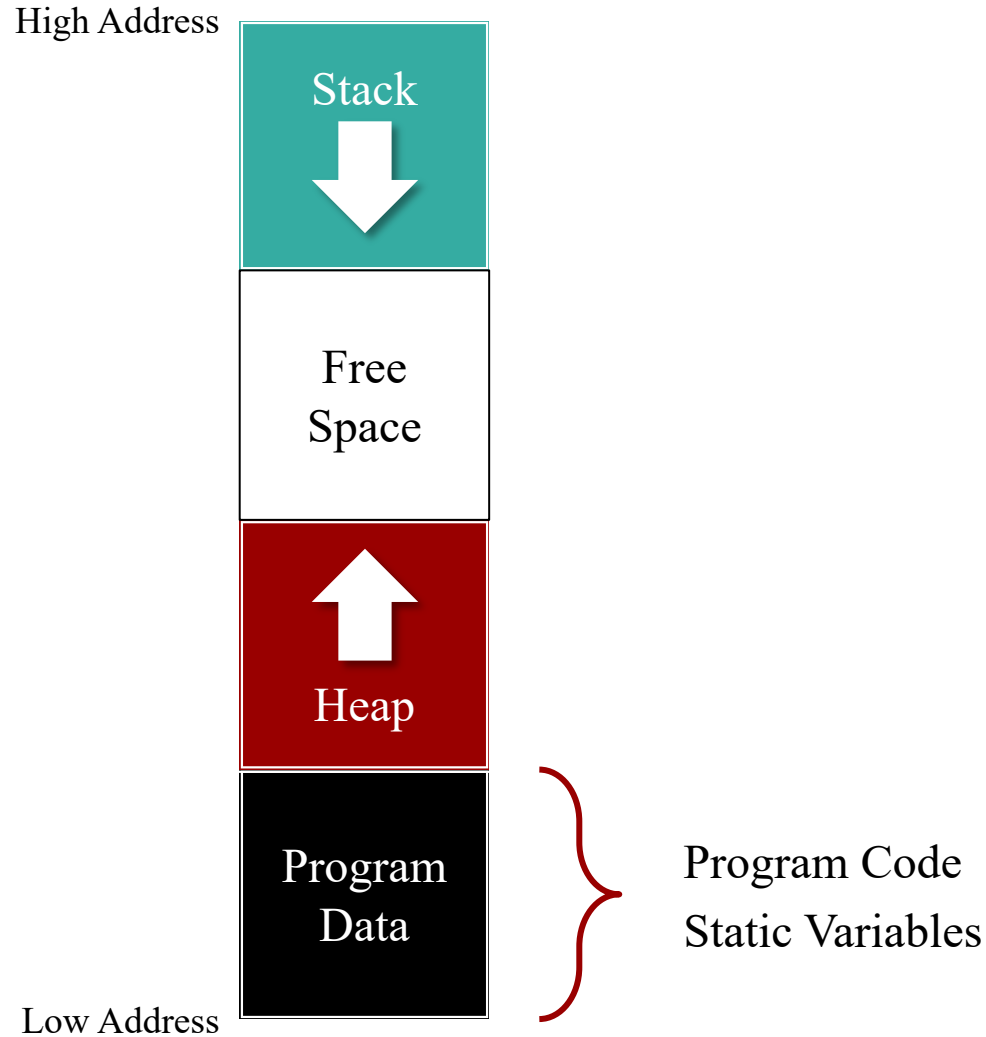 High Address
Stack
Free
Space
Heap
Program
Data
Program Code
Static Variables
Low Address